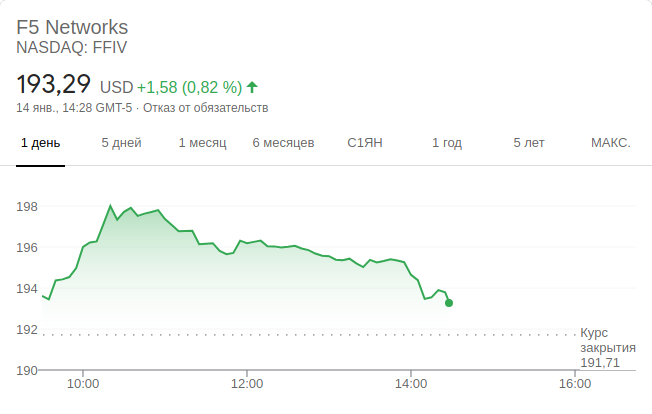 F5 Networks
NASDAQ: FFIV
193,29 USD +1,58 (0,82 %)
14 янв., 14:28 GMT-5 · Отказ от обязательств
1 день 5 дней 1 месяц 6 месяцев С1ЯН 1 год 5 лет МАКС.
198
196
194
192
Курс
закрытия
191,71
190
10:00 12:00 14:00 16:00